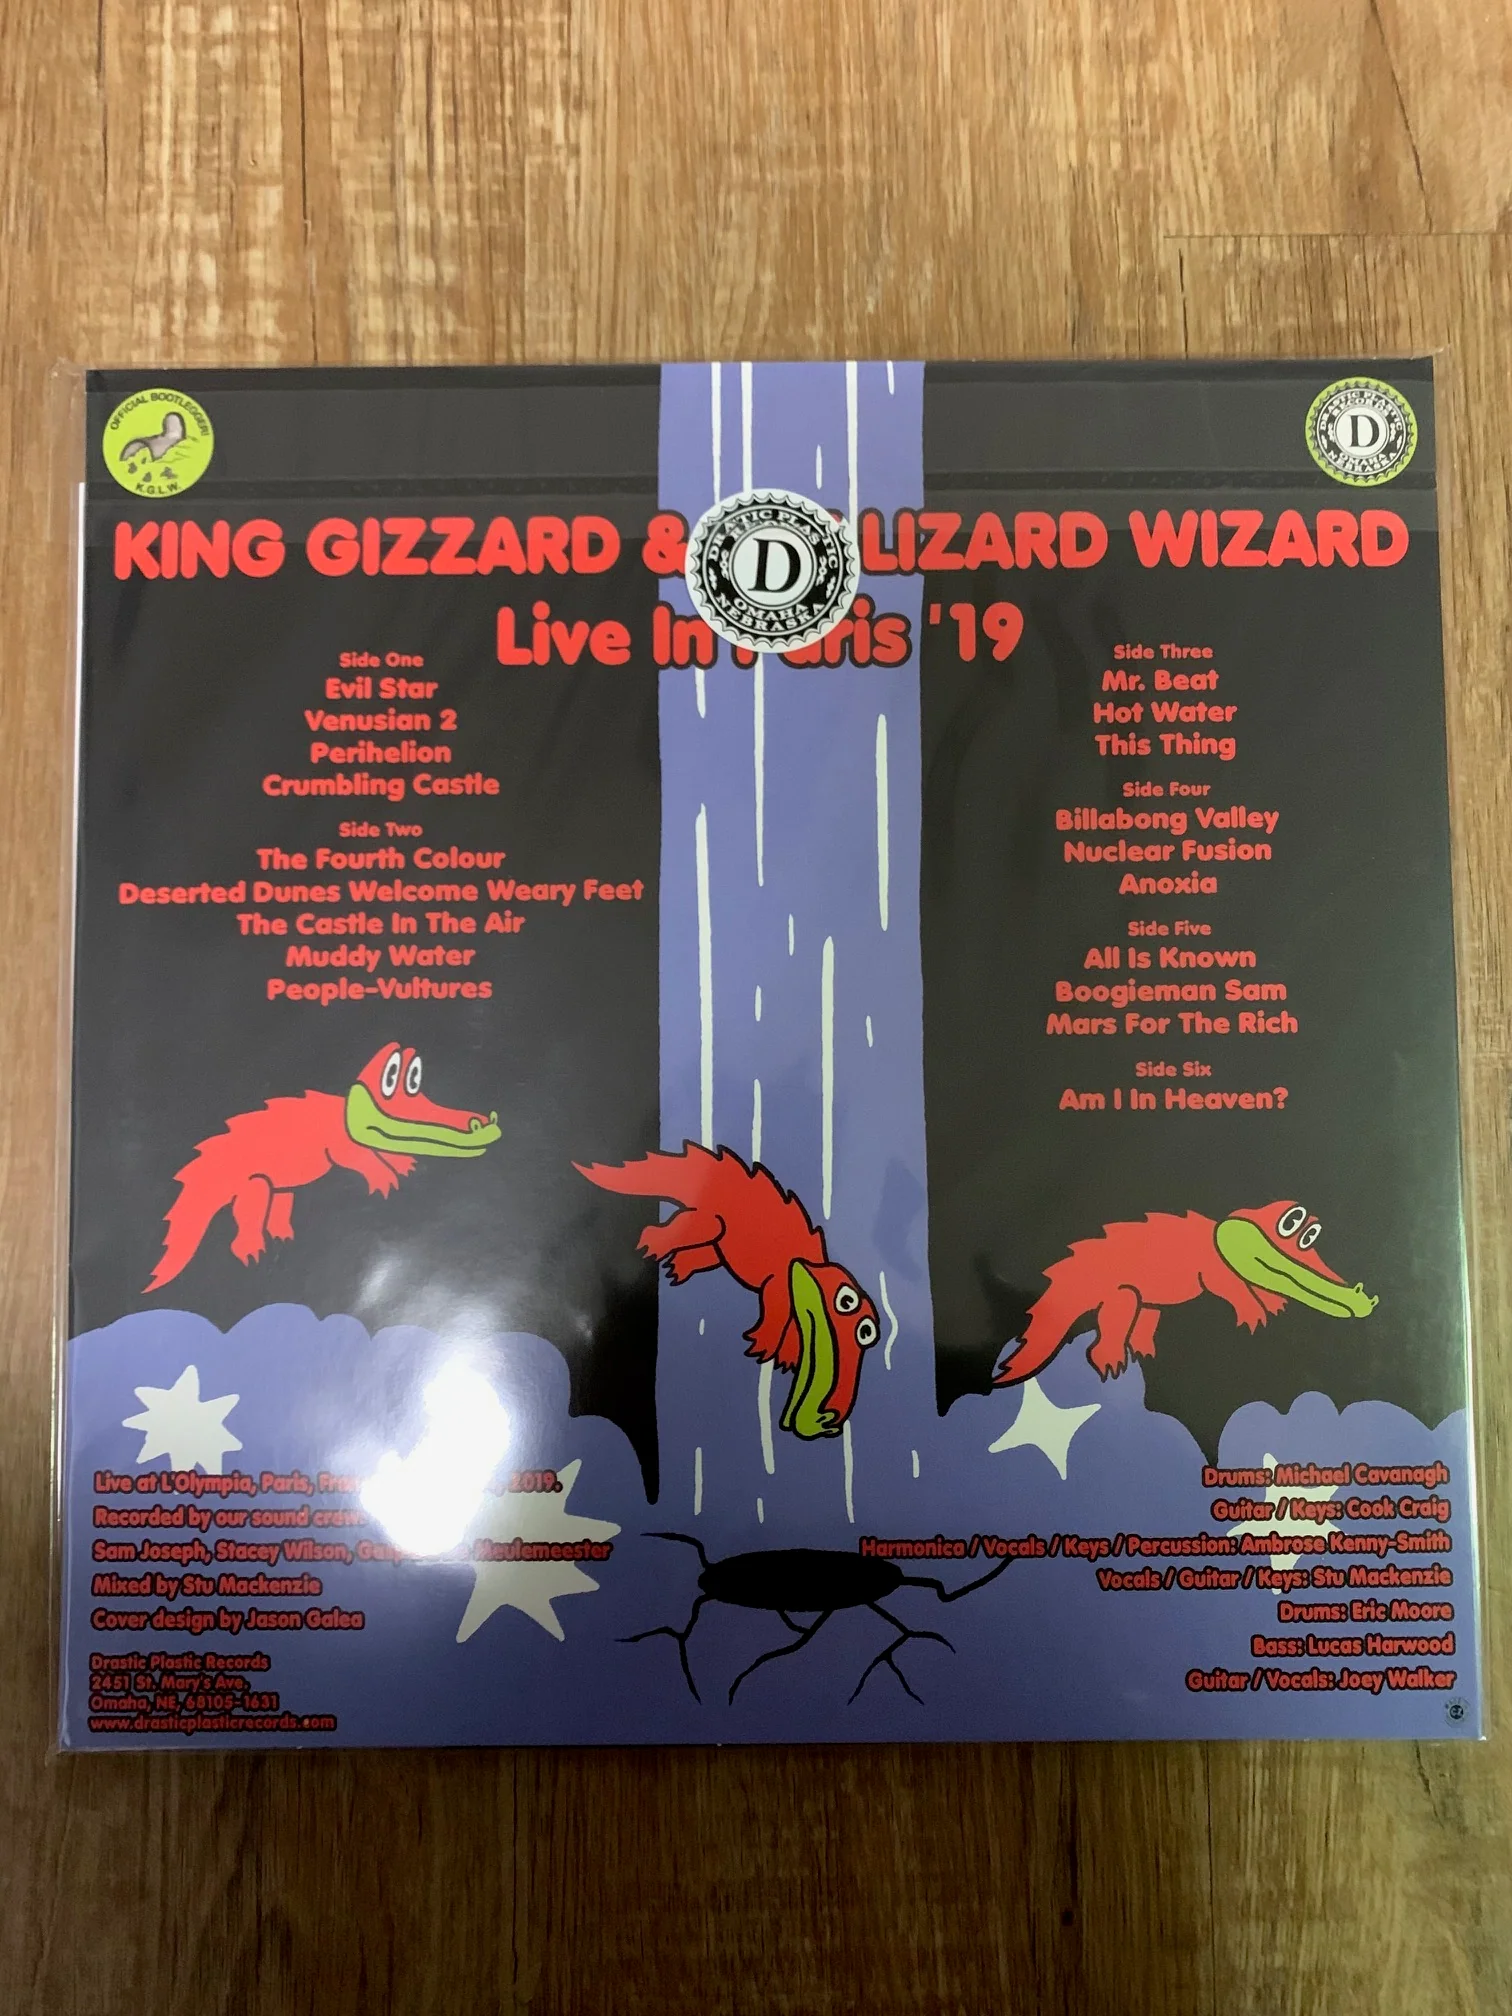 OFFICIAL BOOTLEGGER!
K.G.L.W.
DRASTIC PLASTIC RECORDS
D
OMAHA NEBRASKA
KING GIZZARD & LIZARD WIZARD
DRASTIC PLASTIC
D
OMAHA
NEBRASKA
Live In Paris '19
Side One
Evil Star
Venusian 2
Perihelion
Crumbling Castle
Side Two
The Fourth Colour
Deserted Dunes Welcome Weary Feet
The Castle In The Air
Muddy Water
People-Vultures
Side Three
Mr. Beat
Hot Water
This Thing
Side Four
Billabong Valley
Nuclear Fusion
Anoxia
Side Five
All Is Known
Boogieman Sam
Mars For The Rich
Side Six
Am I In Heaven?
Live at L'Olympia, Paris, 2019.
Recorded by our sound crew
Sam Joseph, Stacey Wilson, Meulemeester
Mixed by Stu Mackenzie
Cover design by Jason Galea
Drastic Plastic Records
2451 St. Mary's Ave.
Omaha, NE, 68105-1631
www.drasticplasticrecords.com
Drums: Michael Cavanagh
Guitar / Keys: Cook Craig
Harmonica / Vocals / Keys / Percussion: Ambrose Kenny-Smith
Vocals / Guitar / Keys: Stu Mackenzie
Drums: Eric Moore
Bass: Lucas Harwood
Guitar / Vocals: Joey Walker